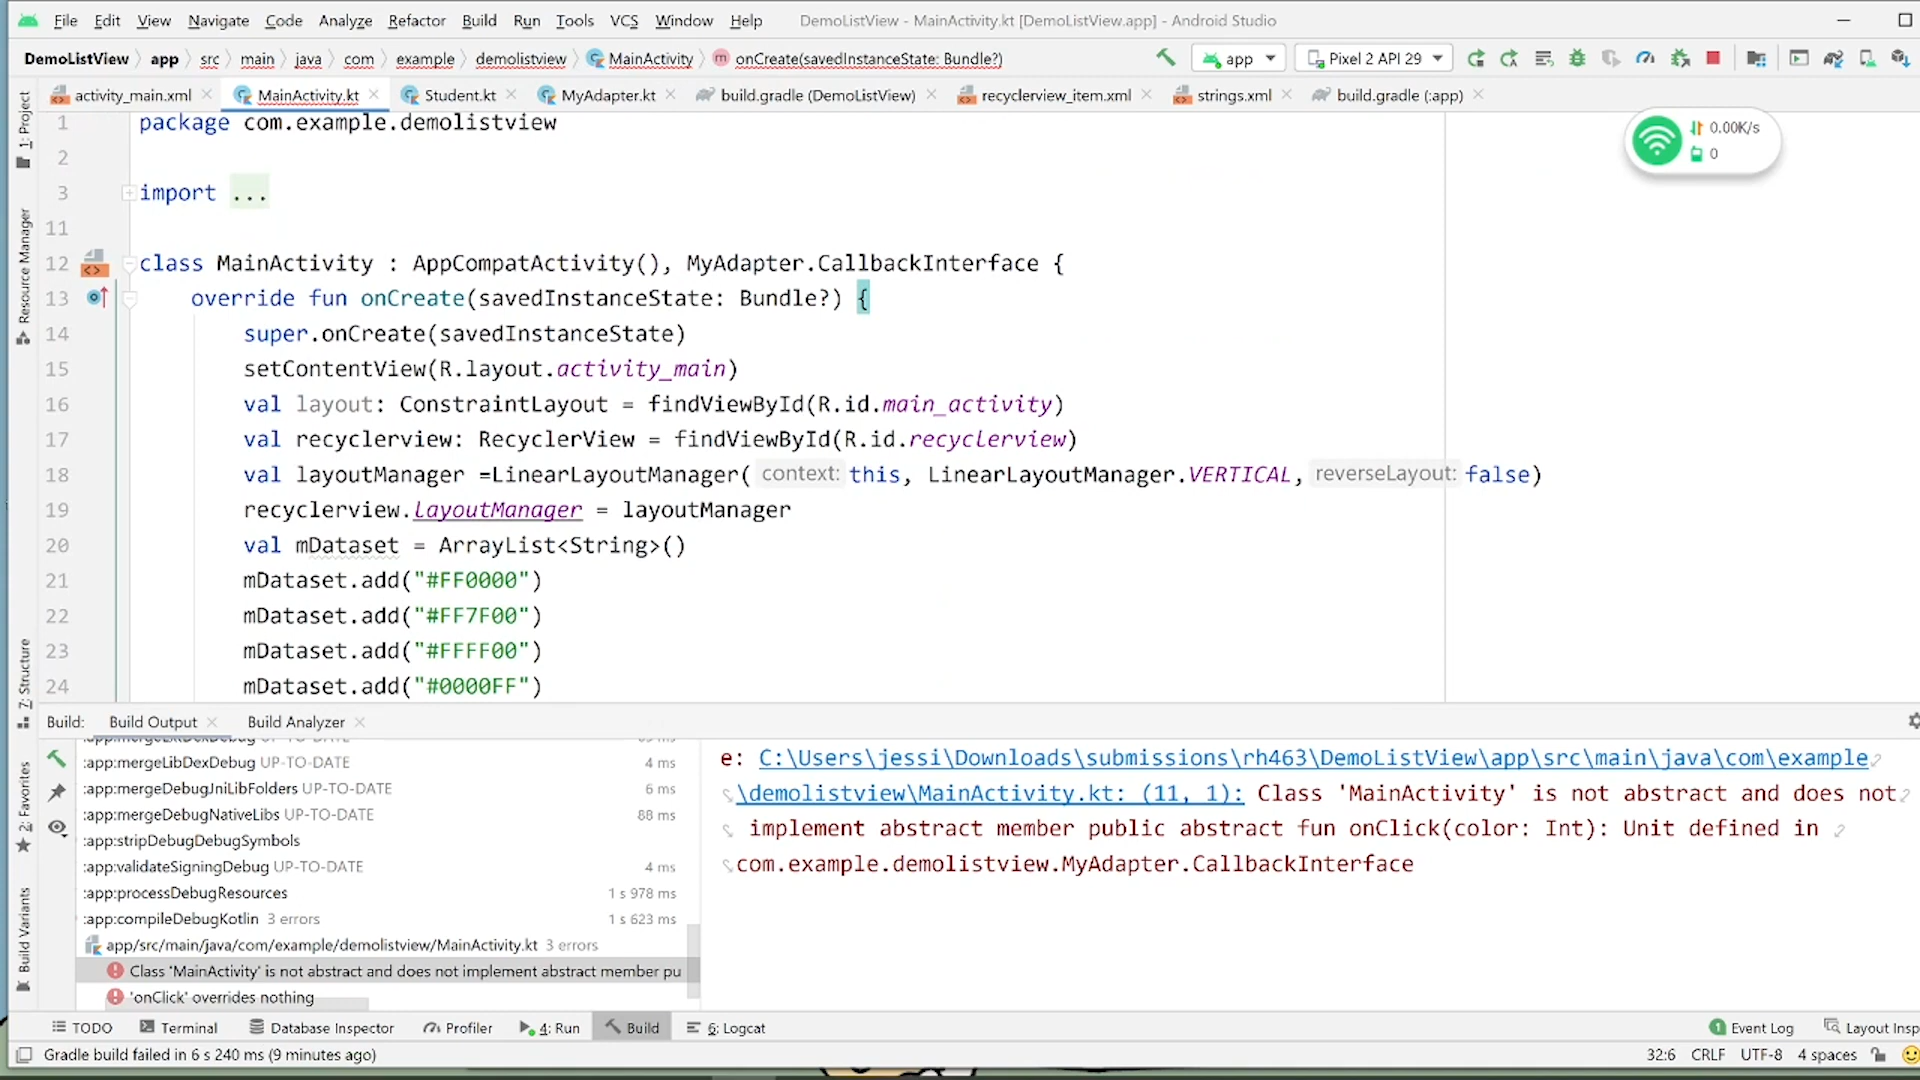 File Edit View Navigate Code Analyze Refactor Build Run Tools VCS Window Help DemoListView - MainActivity.kt [DemoListView.app] - Android Studio
DemoListView app src main java com example demolistview MainActivity onCreate(savedInstanceState: Bundle?) app Pixel 2 API 29
activity_main.xml MainActivity.kt Student.kt MyAdapter.kt build.gradle (DemoListView) recyclerview_item.xml strings.xml build.gradle (:app)
1: Project
Resource Manager
7: Structure
2: Favorites
Build Variants
0.00K/s
0
1 package com.example.demolistview
2
3 import ...
11
12 class MainActivity : AppCompatActivity(), MyAdapter.CallbackInterface {
13 override fun onCreate(savedInstanceState: Bundle?) {
14 super.onCreate(savedInstanceState)
15 setContentView(R.layout.activity_main)
16 val layout: ConstraintLayout = findViewById(R.id.main_activity)
17 val recyclerview: RecyclerView = findViewById(R.id.recyclerview)
18 val layoutManager =LinearLayoutManager( context: this, LinearLayoutManager.VERTICAL, reverseLayout: false)
19 recyclerview.layoutManager = layoutManager
20 val mDataset = ArrayList<String>()
21 mDataset.add("#FF0000")
22 mDataset.add("#FF7F00")
23 mDataset.add("#FFFF00")
24 mDataset.add("#0000FF")
Build: Build Output Build Analyzer
:app:mergeLibDexDebug UP-TO-DATE 4 ms
:app:mergeDebugJniLibFolders UP-TO-DATE 6 ms
:app:mergeDebugNativeLibs UP-TO-DATE 88 ms
:app:stripDebugDebugSymbols
:app:validateSigningDebug UP-TO-DATE 4 ms
:app:processDebugResources 1 s 978 ms
:app:compileDebugKotlin 3 errors 1 s 623 ms
app/src/main/java/com/example/demolistview/MainActivity.kt 3 errors
Class 'MainActivity' is not abstract and does not implement abstract member pu
'onClick' overrides nothing
e: C:\Users\jessi\Downloads\submissions\rh463\DemoListView\app\src\main\java\com\example
\demolistview\MainActivity.kt: (11, 1): Class 'MainActivity' is not abstract and does not
implement abstract member public abstract fun onClick(color: Int): Unit defined in
com.example.demolistview.MyAdapter.CallbackInterface
TODO Terminal Database Inspector Profiler 4: Run Build 6: Logcat 1 Event Log Layout Insp
Gradle build failed in 6 s 240 ms (9 minutes ago) 32:6 CRLF UTF-8 4 spaces